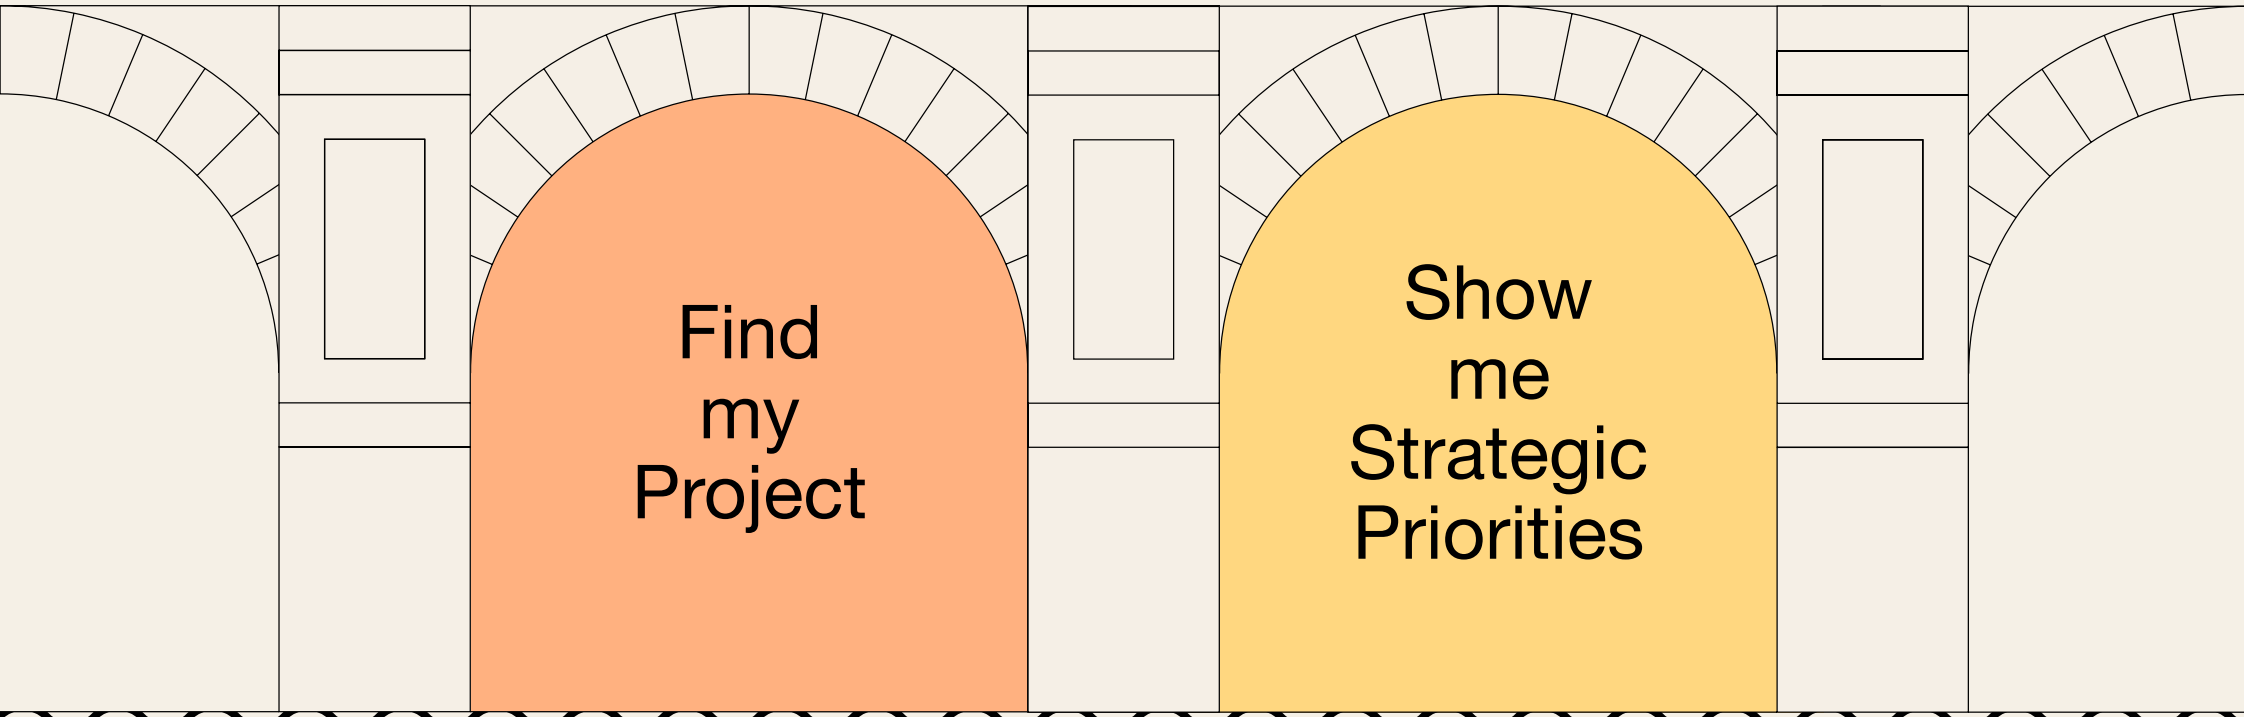 Find
my
Project
Show
me
Strategic
Priorities